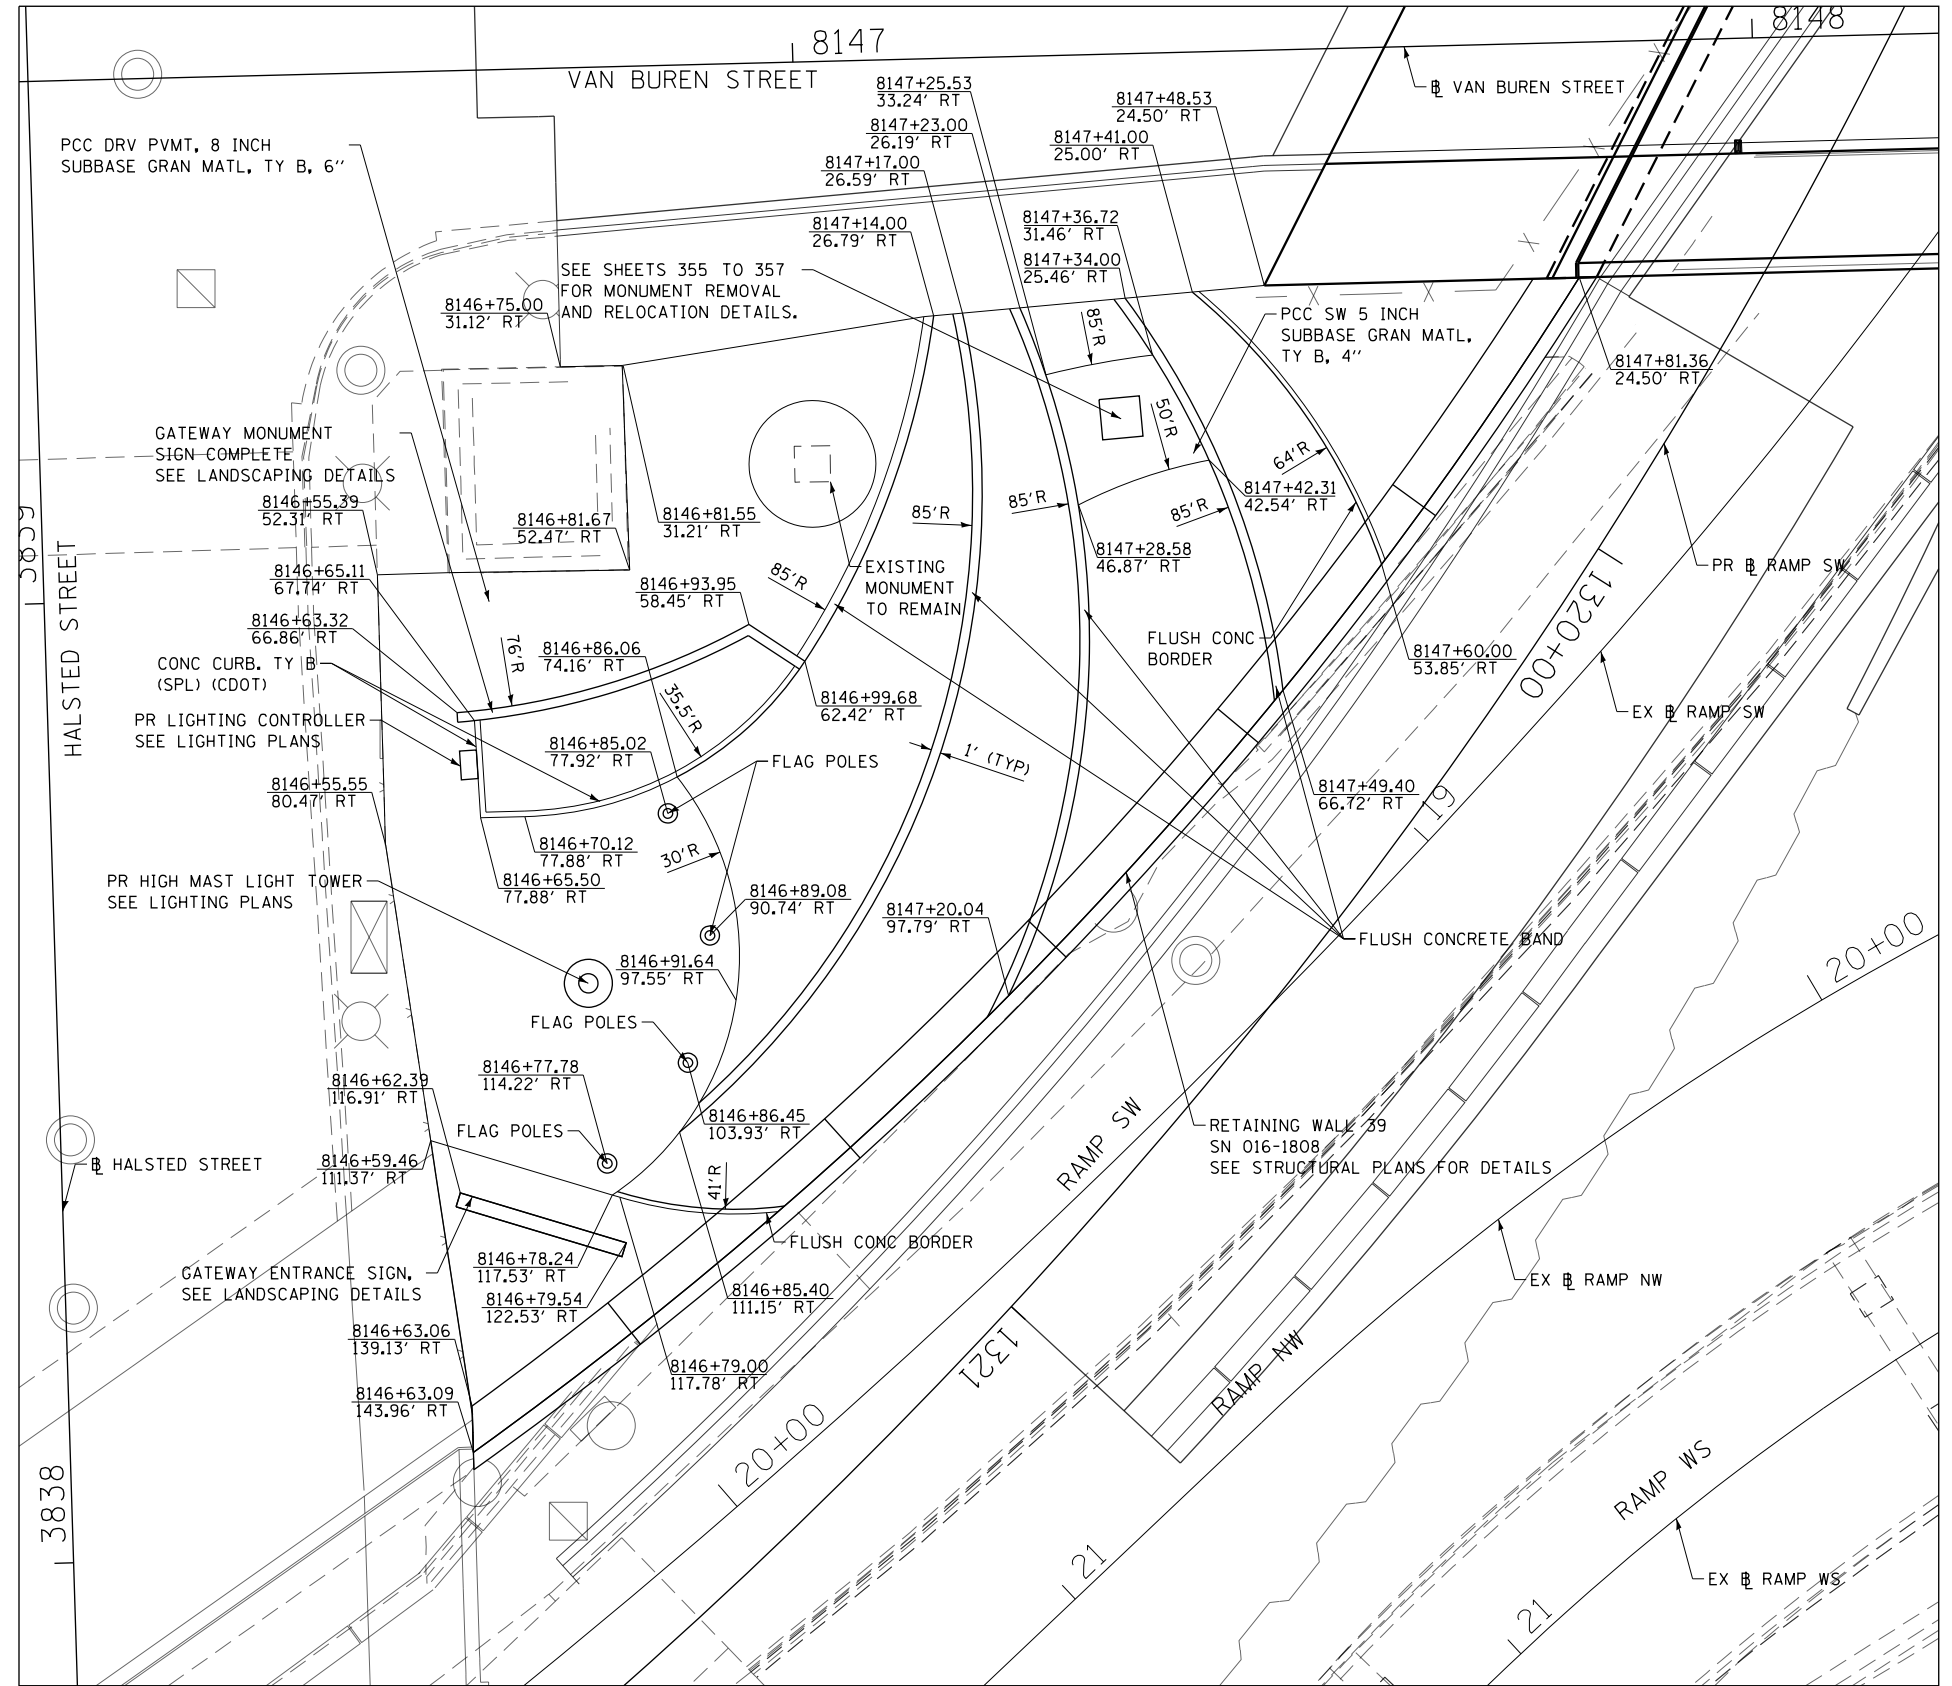 8147
8148
VAN BUREN STREET
8147+25.53
33.24' RT
℄ VAN BUREN STREET
8147+48.53
24.50' RT
8147+23.00
26.19' RT
8147+41.00
25.00' RT
PCC DRV PVMT, 8 INCH
SUBBASE GRAN MATL, TY B, 6''
8147+17.00
26.59' RT
8147+14.00
26.79' RT
8147+36.72
31.46' RT
8147+34.00
25.46' RT
SEE SHEETS 355 TO 357
FOR MONUMENT REMOVAL
AND RELOCATION DETAILS.
8146+75.00
31.12' RT
85'R
PCC SW 5 INCH
SUBBASE GRAN MATL,
TY B, 4''
8147+81.36
24.50' RT
GATEWAY MONUMENT
SIGN COMPLETE
SEE LANDSCAPING DETAILS
50'R
64'R
8146+55.39
52.31' RT
8146+81.67
52.47' RT
8146+81.55
31.21' RT
85'R
85'R
85'R
8147+42.31
42.54' RT
3839
HALSTED STREET
8147+28.58
46.87' RT
EXISTING
MONUMENT
TO REMAIN
PR ℄ RAMP SW
8146+65.11
67.74' RT
8146+93.95
58.45' RT
85'R
1320+00
8146+63.32
66.86' RT
76'R
8146+86.06
74.16' RT
FLUSH CONC
BORDER
8147+60.00
53.85' RT
CONC CURB. TY B
(SPL) (CDOT)
35.5'R
8146+99.68
62.42' RT
EX ℄ RAMP SW
PR LIGHTING CONTROLLER
SEE LIGHTING PLANS
8146+85.02
77.92' RT
FLAG POLES
1' (TYP)
8146+55.55
80.47' RT
8147+49.40
66.72' RT
19
8146+70.12
77.88' RT
30'R
8146+65.50
77.88' RT
PR HIGH MAST LIGHT TOWER
SEE LIGHTING PLANS
8146+89.08
90.74' RT
8147+20.04
97.79' RT
FLUSH CONCRETE BAND
20+00
8146+91.64
97.55' RT
FLAG POLES
8146+77.78
114.22' RT
8146+62.39
116.91' RT
8146+86.45
103.93' RT
RAMP SW
RETAINING WALL 39
SN 016-1808
SEE STRUCTURAL PLANS FOR DETAILS
FLAG POLES
℄ HALSTED STREET
8146+59.46
111.37' RT
41'R
FLUSH CONC BORDER
8146+78.24
117.53' RT
GATEWAY ENTRANCE SIGN,
SEE LANDSCAPING DETAILS
EX ℄ RAMP NW
8146+79.54
122.53' RT
8146+85.40
111.15' RT
8146+63.06
139.13' RT
1321
RAMP NW
8146+79.00
117.78' RT
8146+63.09
143.96' RT
20+00
3838
RAMP WS
21
EX ℄ RAMP WS
21